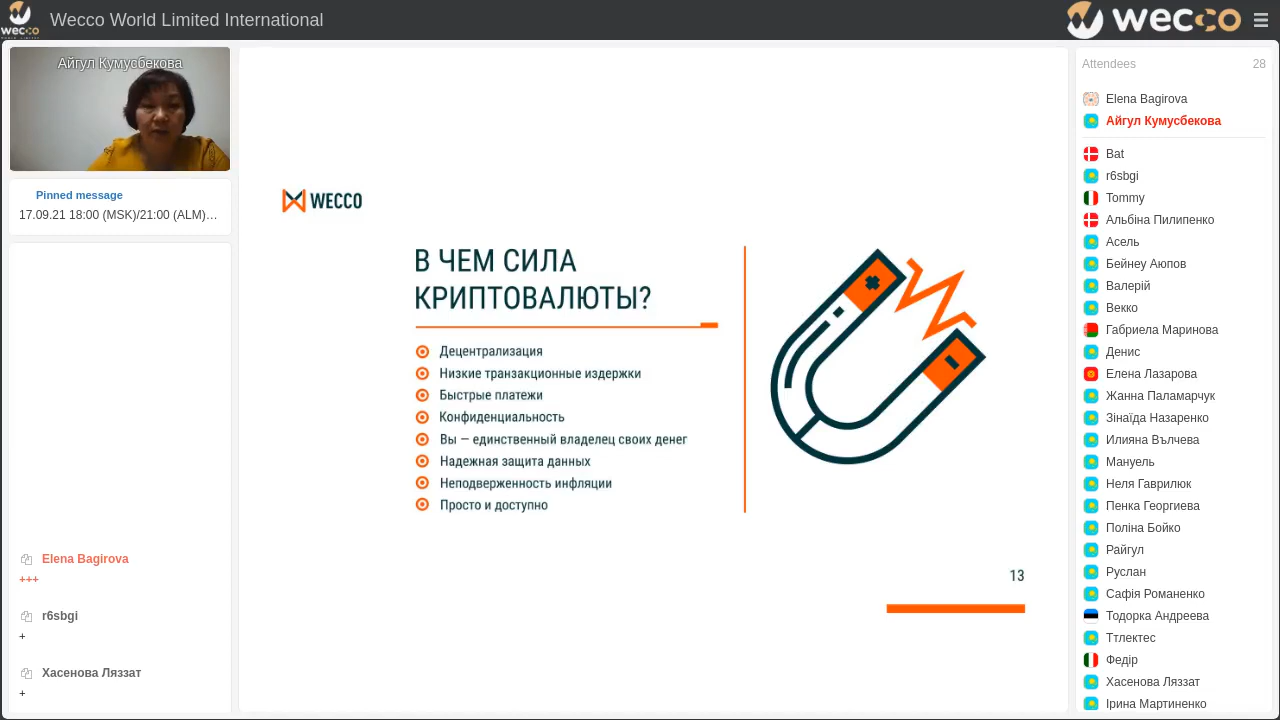 wecco
WORLD LIMITED
Wecco World Limited International
wecco
Айгул Кумусбекова
Pinned message
17.09.21 18:00 (MSK)/21:00 (ALM)…
Elena Bagirova
+++
r6sbgi
+
Хасенова Ляззат
+
WECCO
В ЧЕМ СИЛА
КРИПТОВАЛЮТЫ?
Децентрализация
Низкие транзакционные издержки
Быстрые платежи
Конфиденциальность
Вы — единственный владелец своих денег
Надежная защита данных
Неподверженность инфляции
Просто и доступно
13
Attendees 28
Elena Bagirova
Айгул Кумусбекова
Bat
r6sbgi
Tommy
Альбіна Пилипенко
Асель
Бейнеу Аюпов
Валерій
Векко
Габриела Маринова
Денис
Елена Лазарова
Жанна Паламарчук
Зінаїда Назаренко
Илияна Вълчева
Мануель
Неля Гаврилюк
Пенка Георгиева
Поліна Бойко
Райгул
Руслан
Сафія Романенко
Тодорка Андреева
Ттлектес
Федір
Хасенова Ляззат
Ірина Мартиненко